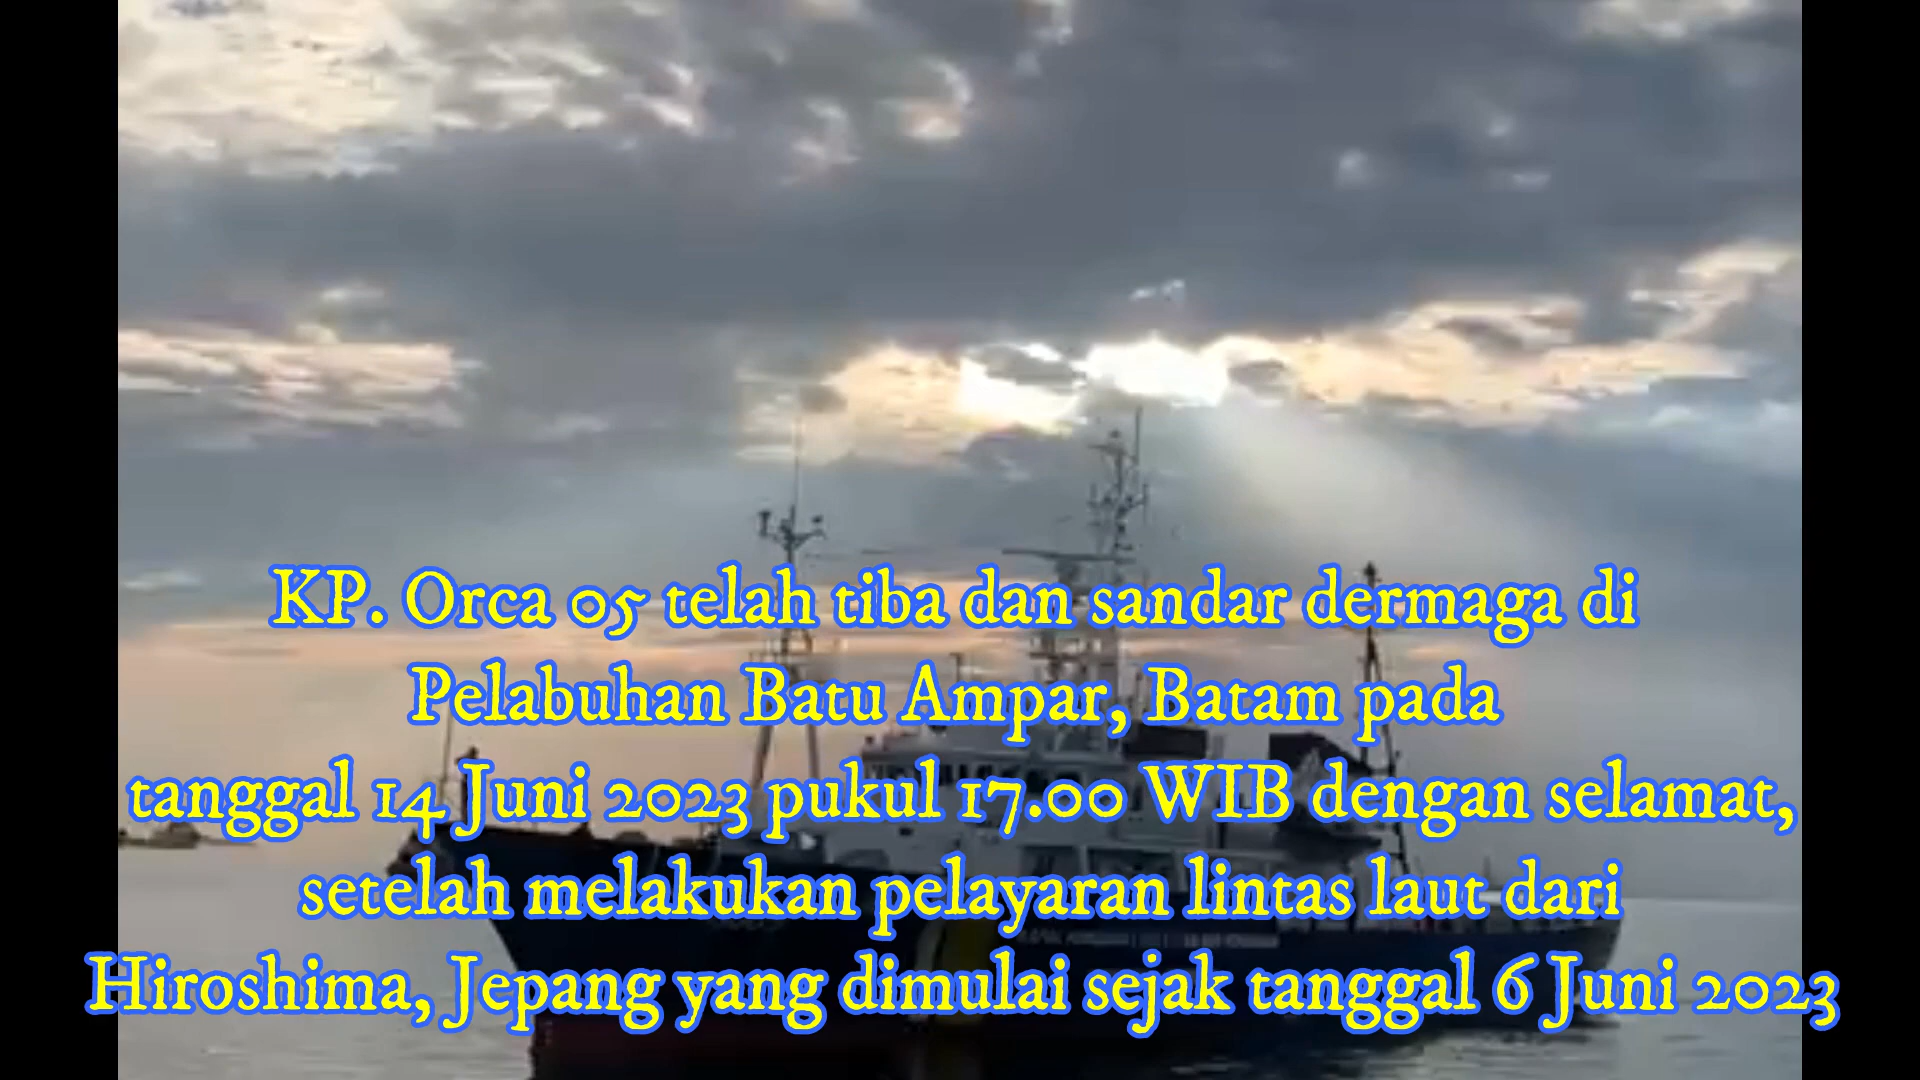 KP. Orca 05 telah tiba dan sandar dermaga di
Pelabuhan Batu Ampar, Batam pada
tanggal 14 Juni 2023 pukul 17.00 WIB dengan selamat,
setelah melakukan pelayaran lintas laut dari
Hiroshima, Jepang yang dimulai sejak tanggal 6 Juni 2023